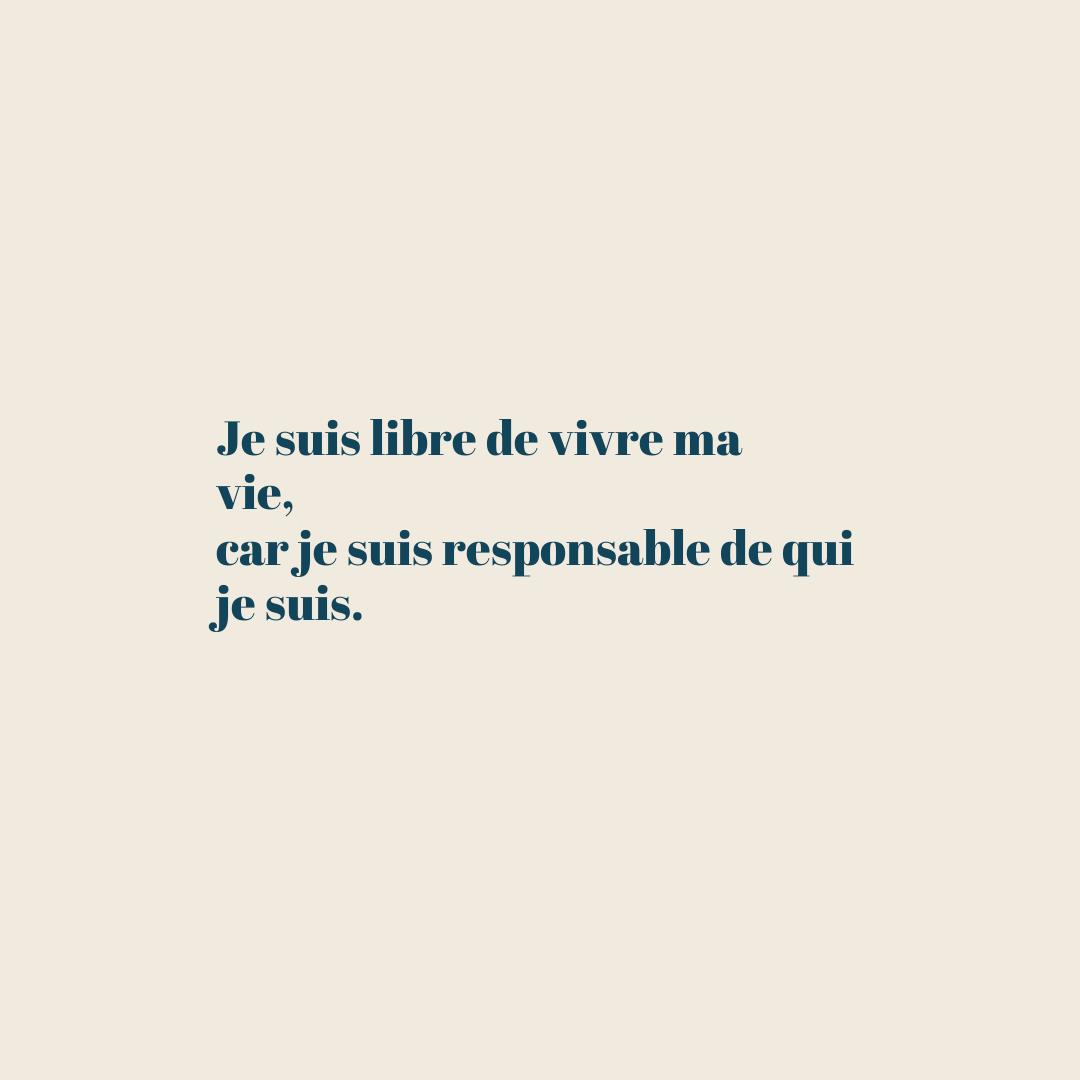 Je suis libre de vivre ma
vie,
car je suis responsable de qui
je suis.